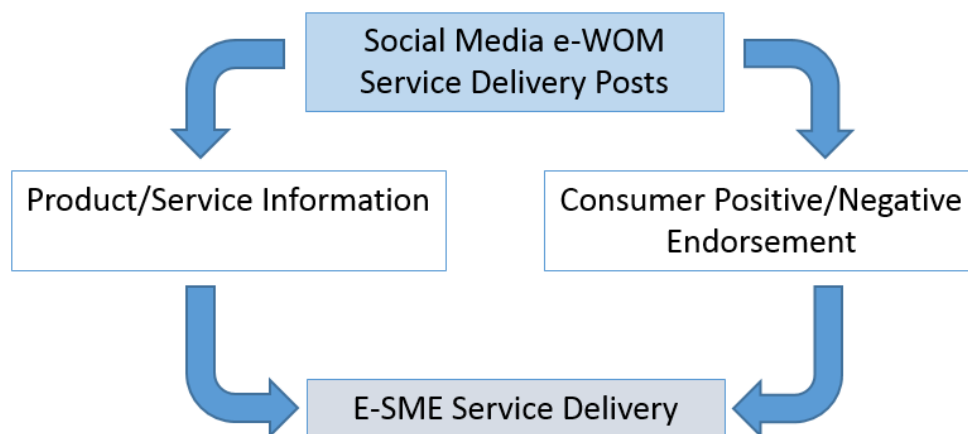 Social Media e-WOM
Service Delivery Posts
Product/Service Information
Consumer Positive/Negative
Endorsement
E-SME Service Delivery